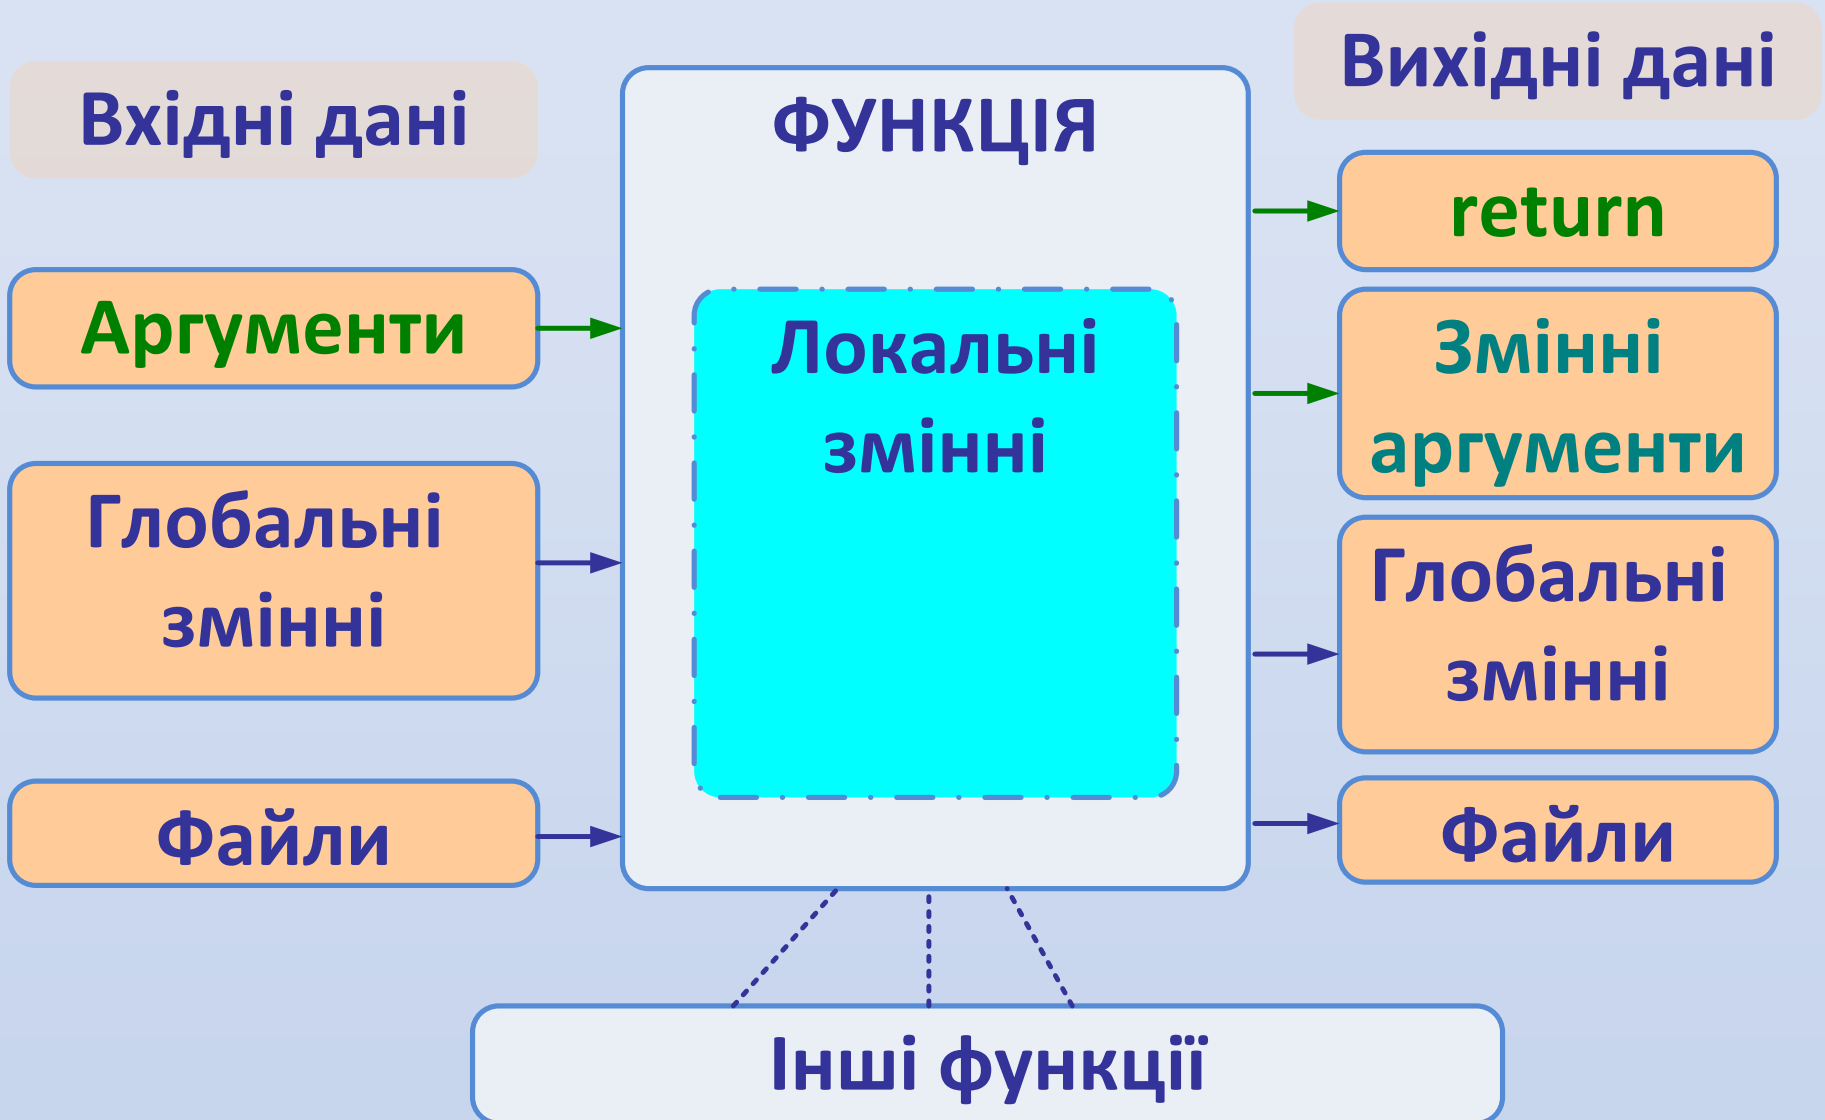 Вхідні дані
Аргументи
Глобальні
змінні
Файли
ФУНКЦІЯ
Локальні
змінні
Вихідні дані
return
Змінні
аргументи
Глобальні
змінні
Файли
Інші функції